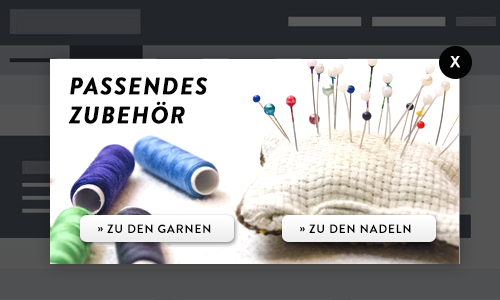 X
PASSENDES
ZUBEHÖR
» ZU DEN GARNEN
» ZU DEN NADELN